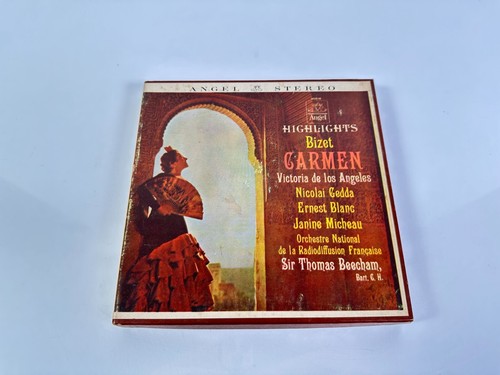 ANGEL STEREO
Angel
HIGHLIGHTS
Bizet
CARMEN
Victoria de los Angeles
Nicolai Gedda
Ernest Blanc
Janine Micheau
Orchestre National
de la Radiodiffusion Française
Sir Thomas Beecham,
Bart. C. H.